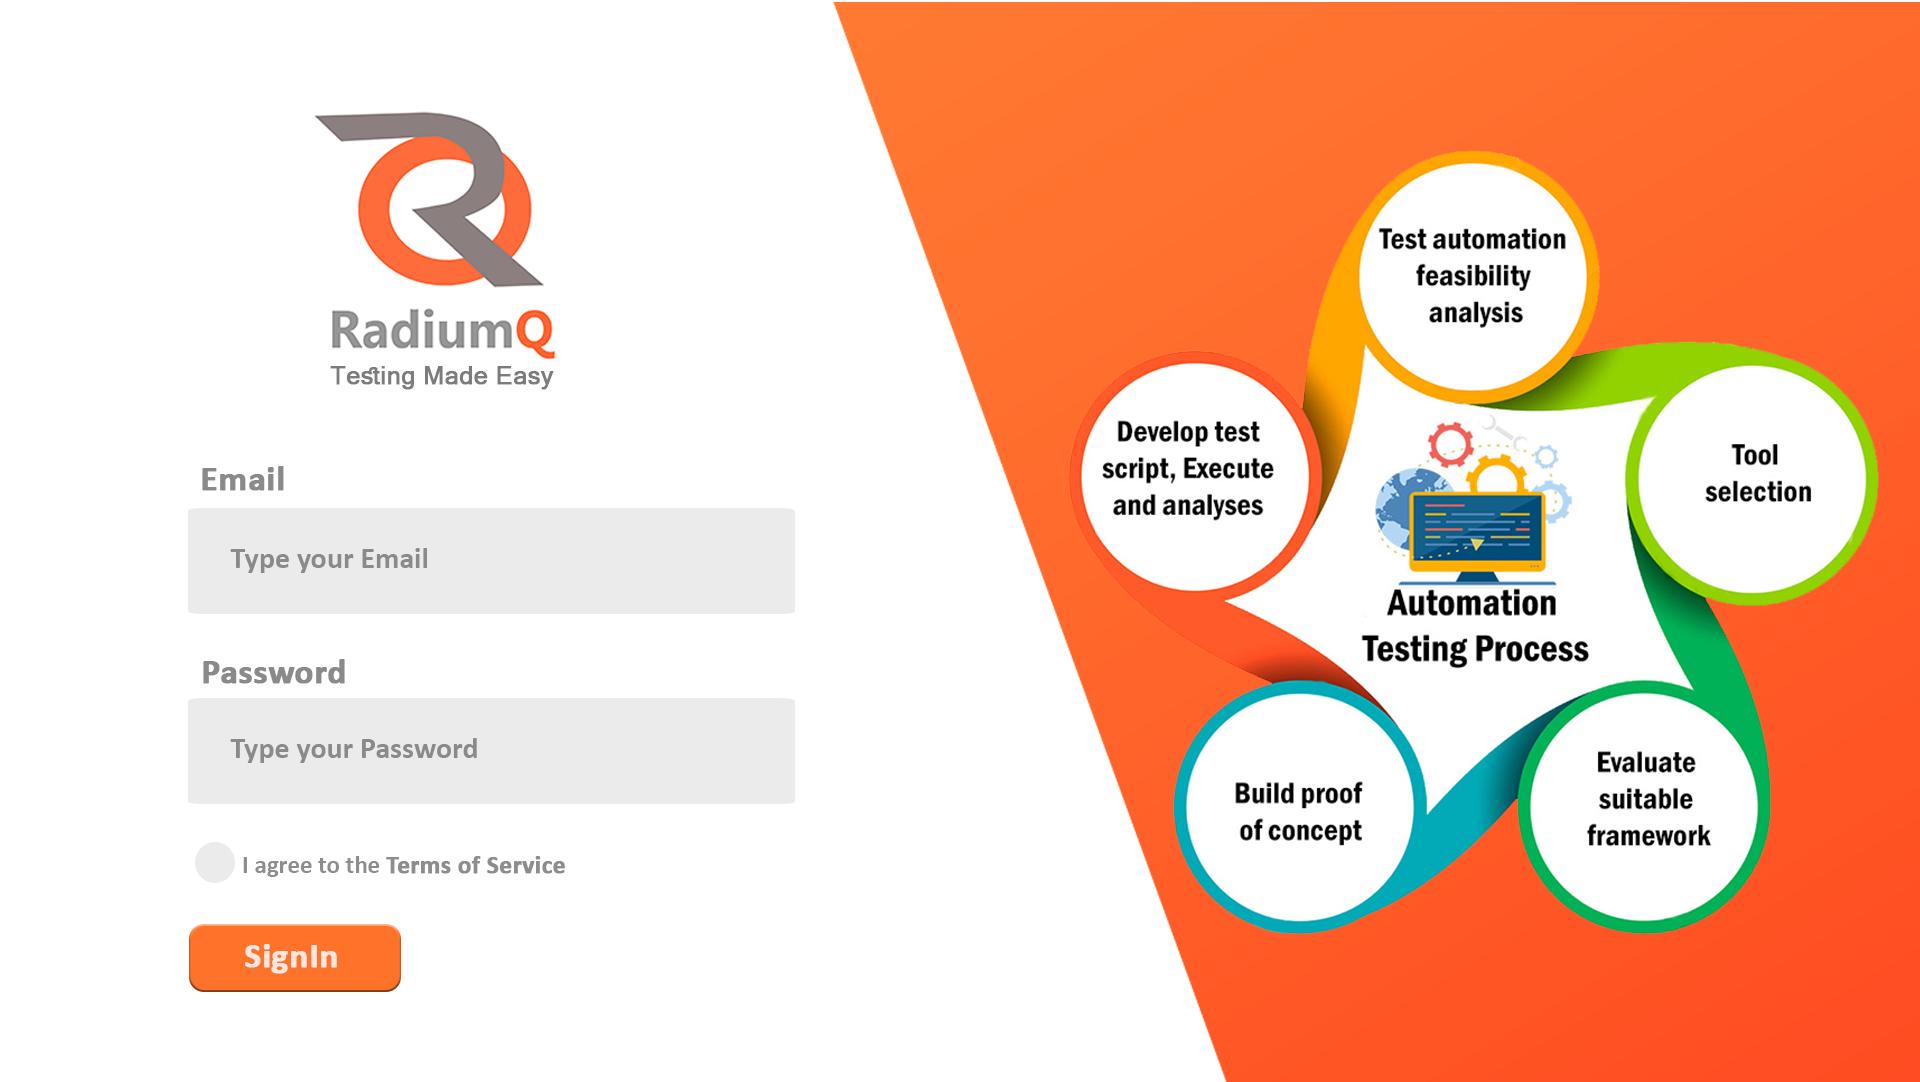 RadiumQ
Testing Made Easy
Email
Type your Email
Password
Type your Password
I agree to the Terms of Service
SignIn
Test automation
feasibility
analysis
Tool
selection
Evaluate
suitable
framework
Build proof
of concept
Develop test
script, Execute
and analyses
Automation
Testing Process